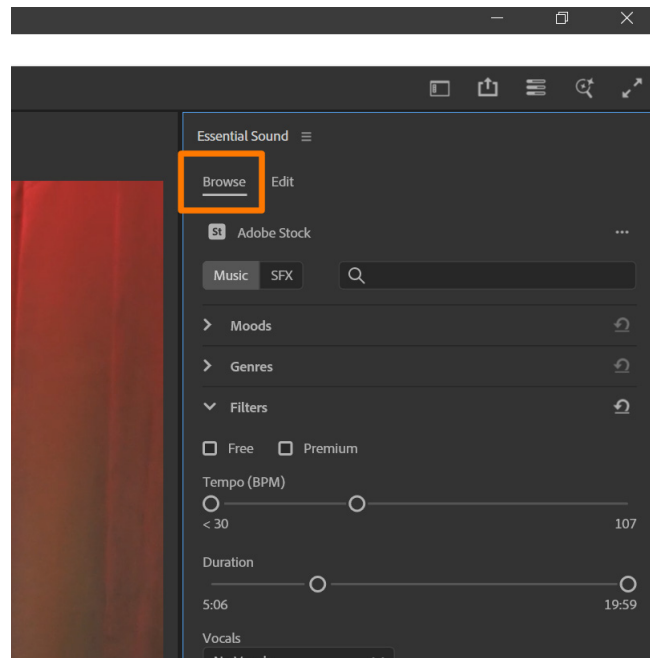 Essential Sound
Browse Edit
St Adobe Stock
Music SFX
Moods
Genres
Filters
Free Premium
Tempo (BPM)
< 30 107
Duration
5:06 19:59
Vocals